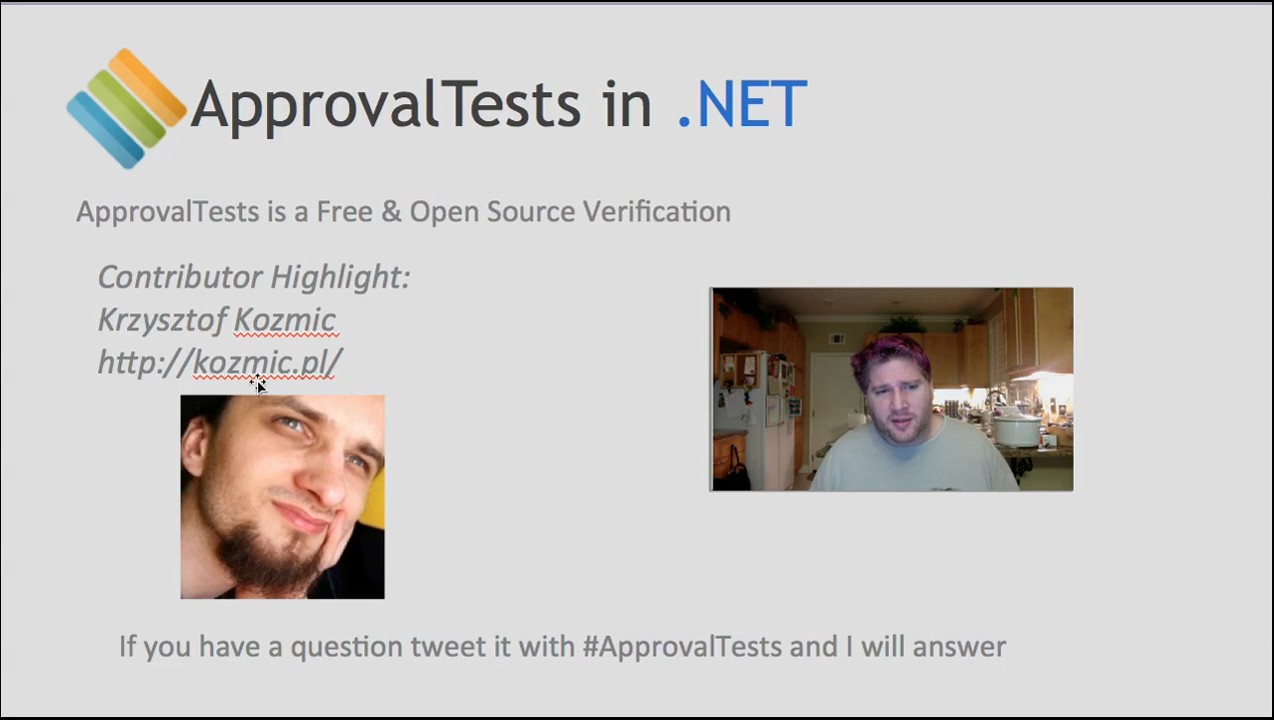 ApprovalTests in .NET
ApprovalTests is a Free & Open Source Verification
Contributor Highlight:
Krzysztof Kozmic
http://kozmic.pl/
If you have a question tweet it with #ApprovalTests and I will answer